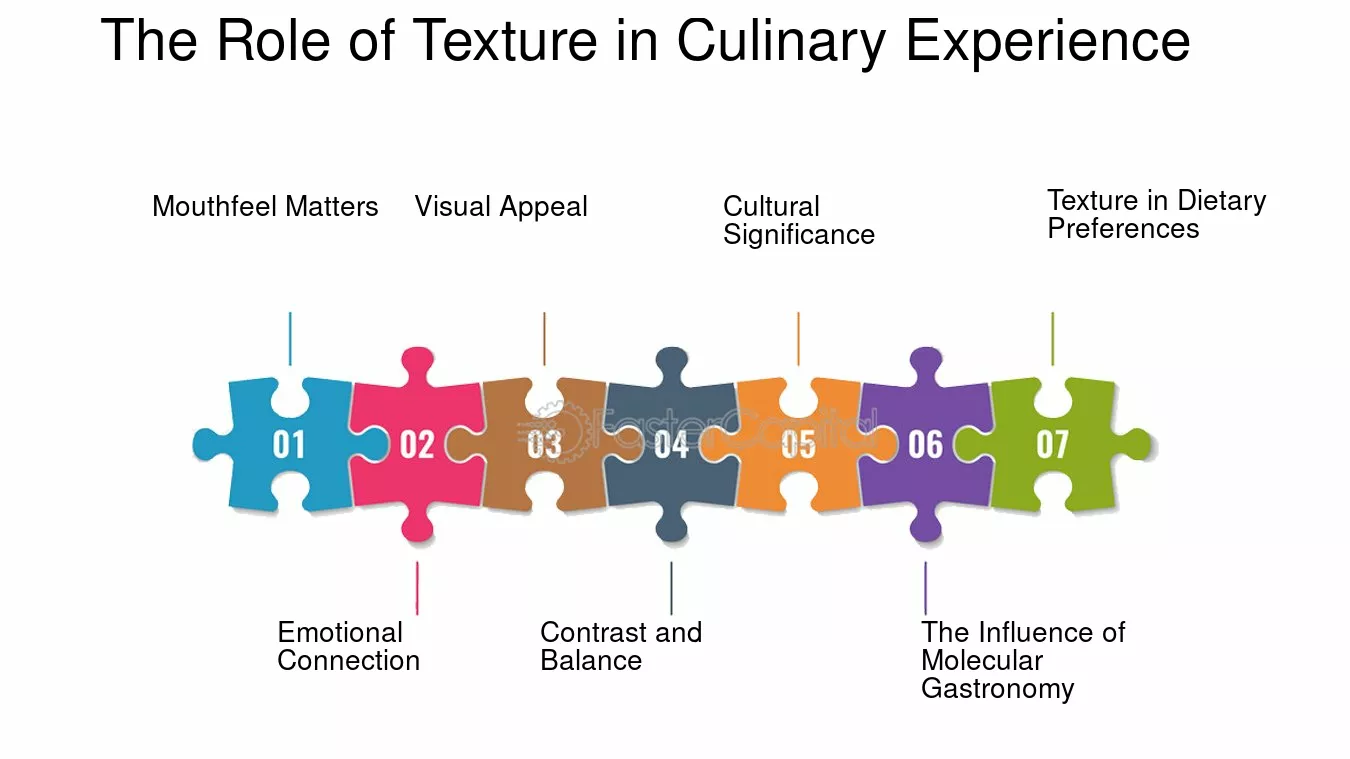 The Role of Texture in Culinary Experience
Mouthfeel Matters
Visual Appeal
Cultural
Significance
Texture in Dietary
Preferences
01
02
03
04
05
06
07
FasterCapital
Emotional
Connection
Contrast and
Balance
The Influence of
Molecular
Gastronomy